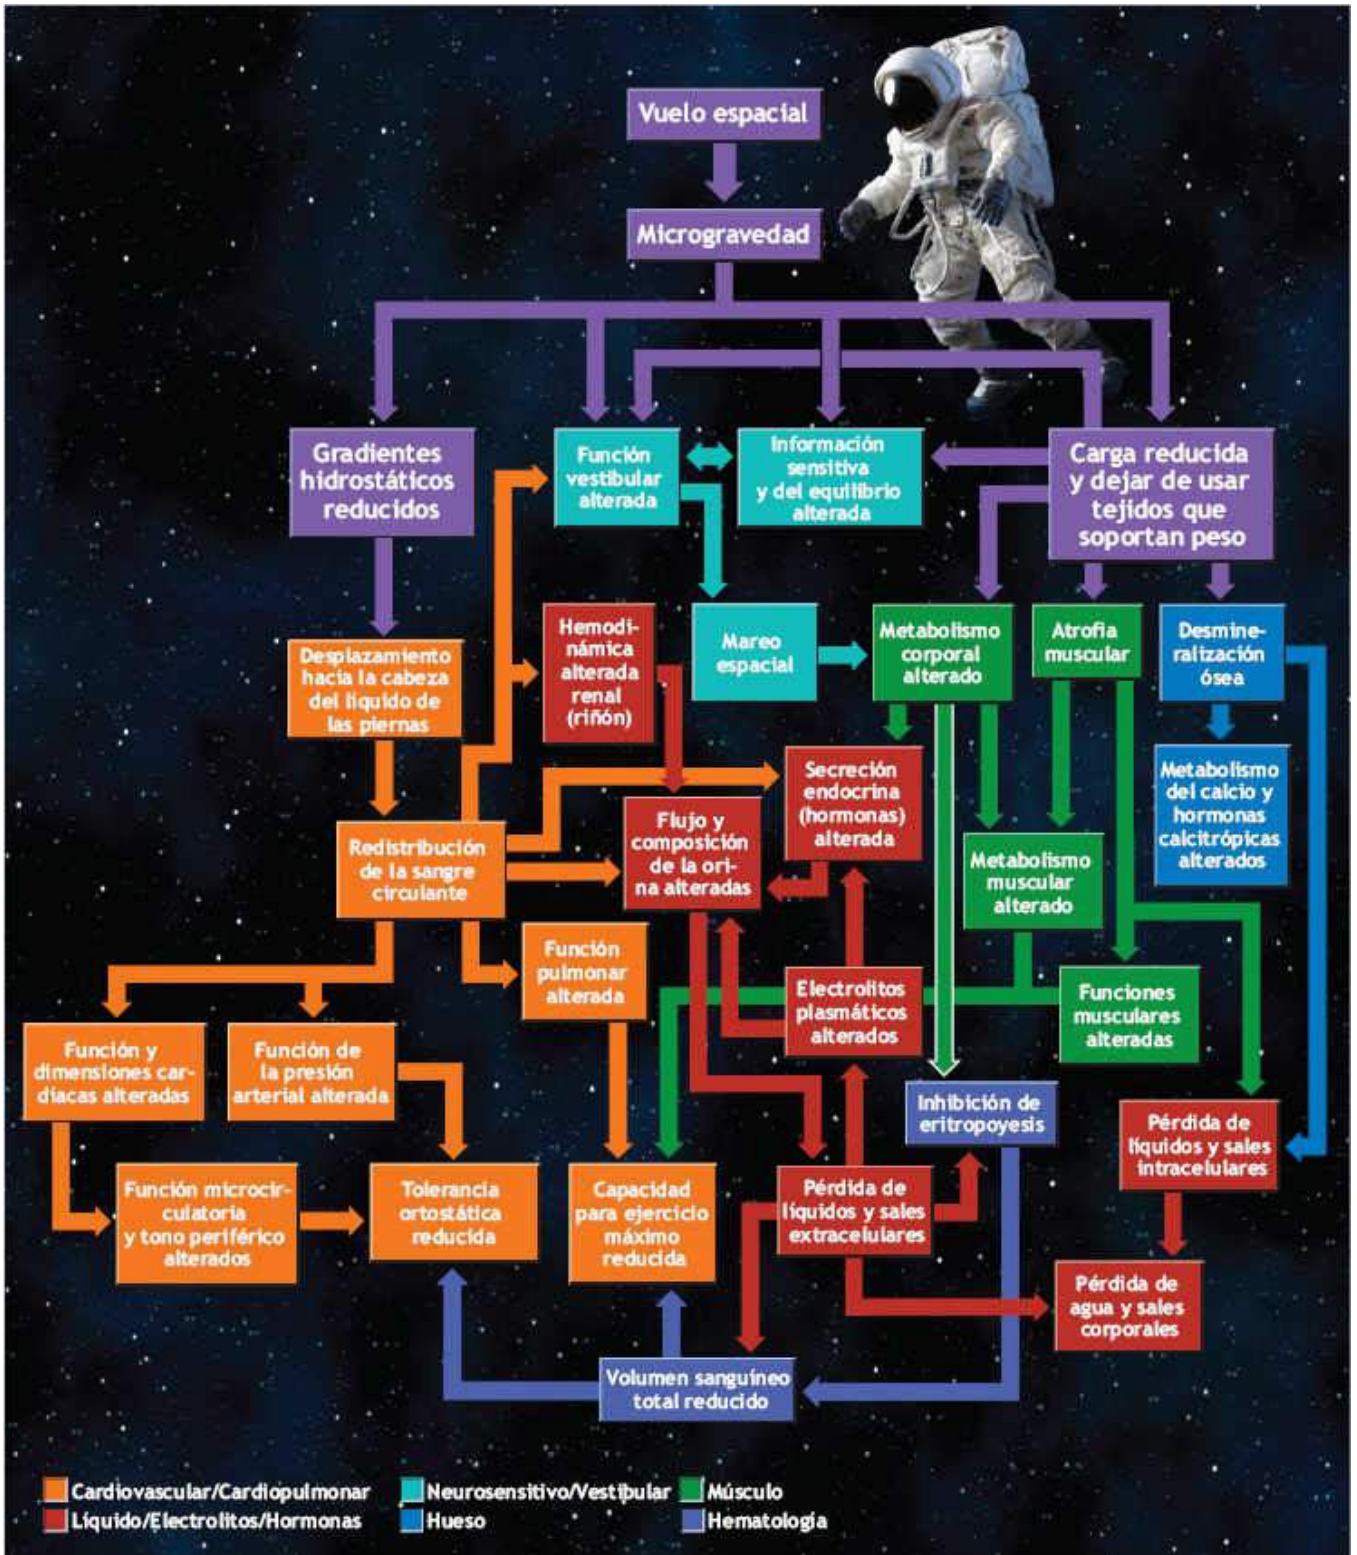 Vuelo espacial
Microgravedad
Gradientes
hidrostáticos
reducidos
Función
vestibular
alterada
Información
sensitiva
y del equilibrio
alterada
Carga reducida
y dejar de usar
tejidos que
soportan peso
Desplazamiento
hacia la cabeza
del líquido de
las piernas
Hemodi-
námica
alterada
renal
(riñón)
Mareo
espacial
Metabolismo
corporal
alterado
Atrofia
muscular
Desmine-
ralización
ósea
Redistribución
de la sangre
circulante
Flujo y
composición
de la ori-
na alteradas
Secreción
endocrina
(hormonas)
alterada
Metabolismo
muscular
alterado
Metabolismo
del calcio y
hormonas
calcitrópicas
alterados
Función
pulmonar
alterada
Electrolitos
plasmáticos
alterados
Funciones
musculares
alteradas
Función y
dimensiones car-
díacas alteradas
Función de
la presión
arterial alterada
Inhibición de
eritropoyesis
Pérdida de
líquidos y sales
intracelulares
Función microcir-
culatoria
y tono periférico
alterados
Tolerancia
ortostática
reducida
Capacidad
para ejercicio
máximo
reducida
Pérdida de
líquidos y sales
extracelulares
Pérdida de
agua y sales
corporales
Volumen sanguíneo
total reducido
Cardiovascular/Cardiopulmonar
Neurosensitivo/Vestibular
Músculo
Líquido/Electrolitos/Hormonas
Hueso
Hematología